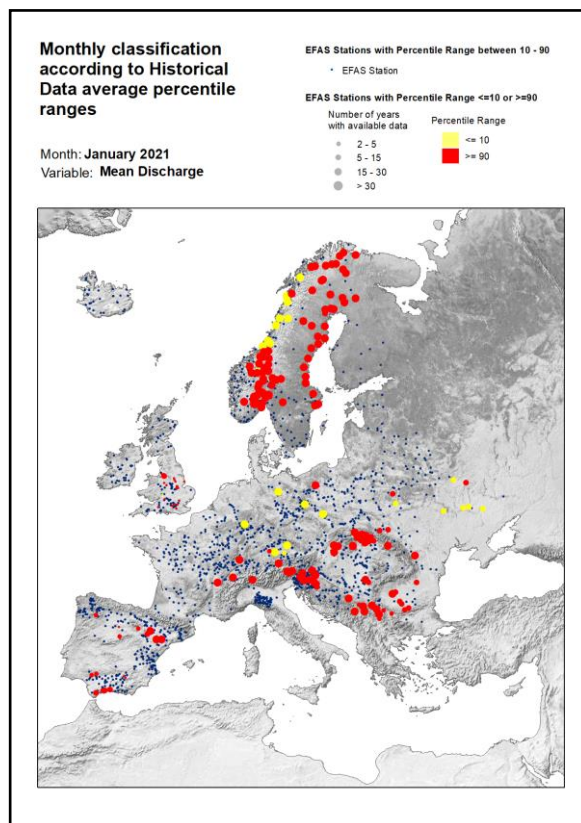 Monthly classification
according to Historical
Data average percentile
ranges
Month: January 2021
Variable: Mean Discharge
EFAS Stations with Percentile Range between 10 - 90
EFAS Station
EFAS Stations with Percentile Range <=10 or >=90
Number of years
with available data
2 - 5
5 - 15
15 - 30
> 30
Percentile Range
<= 10
>= 90